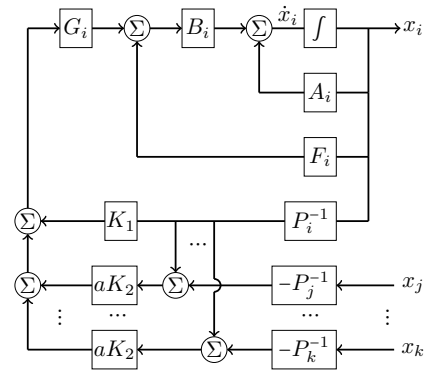 G_i Σ B_i Σ ẋ_i ∫ x_i
A_i
F_i
Σ K_1 P_i^{-1}
...
Σ aK_2 Σ -P_j^{-1} x_j
⋮ ... ... ⋮
aK_2 Σ -P_k^{-1} x_k